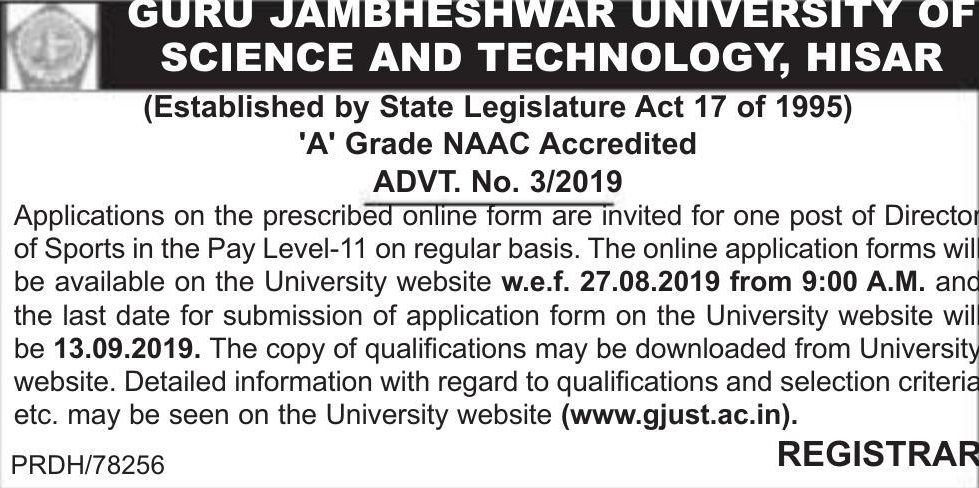 GURU JAMBHESHWAR UNIVERSITY OF
SCIENCE AND TECHNOLOGY, HISAR
(Established by State Legislature Act 17 of 1995)
'A' Grade NAAC Accredited
ADVT. No. 3/2019
Applications on the prescribed online form are invited for one post of Director
of Sports in the Pay Level-11 on regular basis. The online application forms will
be available on the University website w.e.f. 27.08.2019 from 9:00 A.M. and
the last date for submission of application form on the University website will
be 13.09.2019. The copy of qualifications may be downloaded from University
website. Detailed information with regard to qualifications and selection criteria
etc. may be seen on the University website (www.gjust.ac.in).
REGISTRAR
PRDH/78256